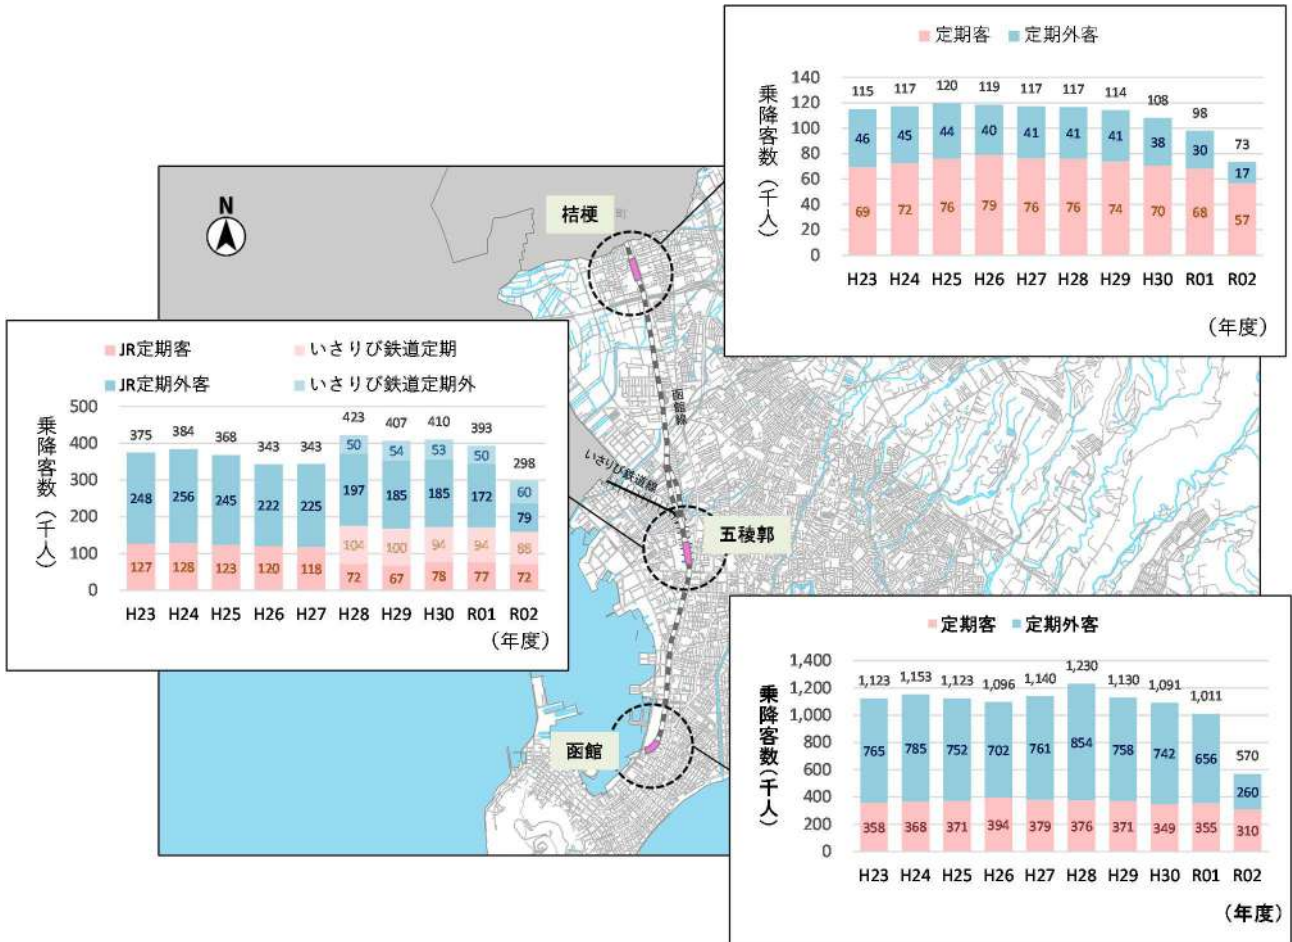 定期客 定期外客
乗降客数（千人）
140
120
100
80
60
40
20
0
115 117 120 119 117 117 114 108 98 73
46 45 44 40 41 41 41 38 30 17
69 72 76 79 76 76 74 70 68 57
H23 H24 H25 H26 H27 H28 H29 H30 R01 R02
（年度）
N
桔梗
町
函館線
いさりび鉄道線
五稜郭
函館
JR定期客 いさりび鉄道定期
JR定期外客 いさりび鉄道定期外
乗降客数（千人）
500
400
300
200
100
0
375 384 368 343 343 423 407 410 393 298
50 54 53 50 60
248 256 245 222 225 197 185 185 172 79
104 100 94 94 88
127 128 123 120 118 72 67 78 77 72
H23 H24 H25 H26 H27 H28 H29 H30 R01 R02
（年度）
定期客 定期外客
乗降客数（千人）
1,400
1,200
1,000
800
600
400
200
0
1,123 1,153 1,123 1,096 1,140 1,230 1,130 1,091 1,011 570
765 785 752 702 761 854 758 742 656 260
358 368 371 394 379 376 371 349 355 310
H23 H24 H25 H26 H27 H28 H29 H30 R01 R02
（年度）